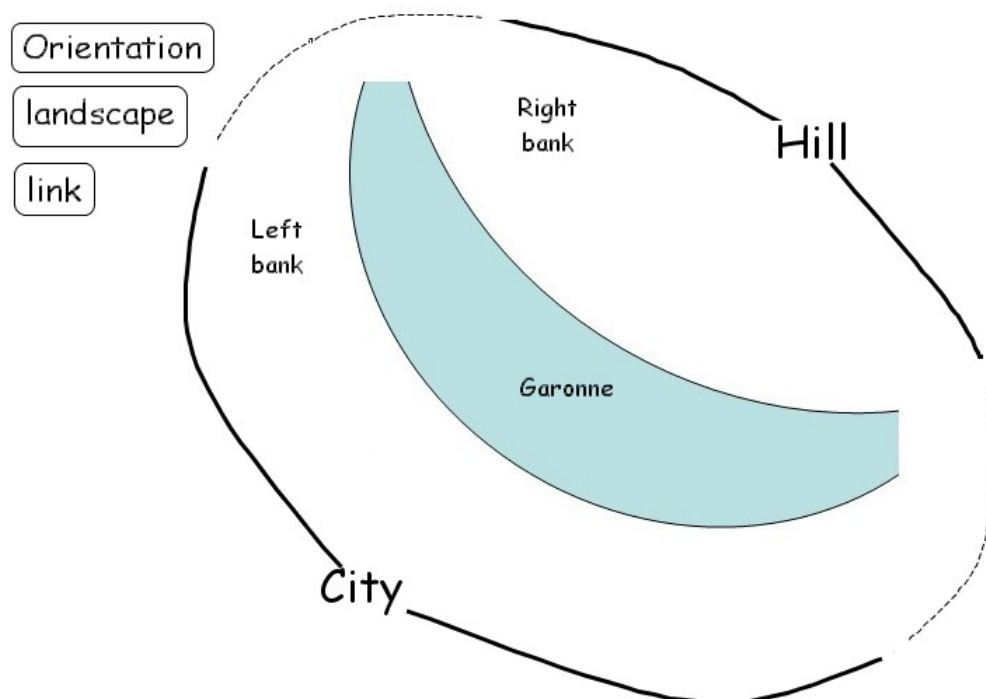 Orientation
landscape
link
Right
bank
Hill
Left
bank
Garonne
City